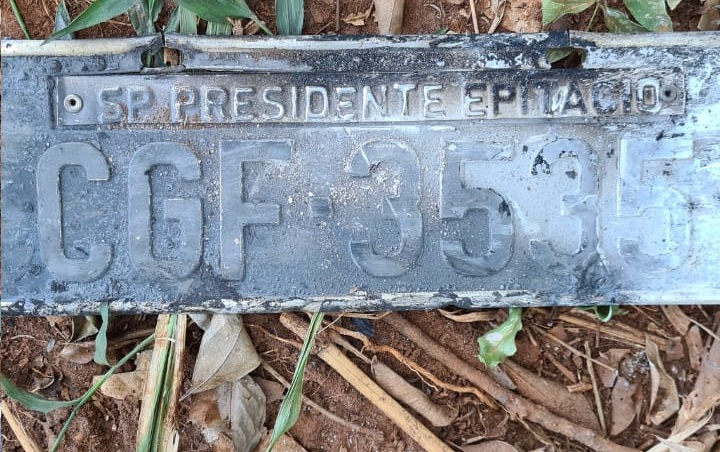 SP PRESIDENTE EPITACIO
CGF·3535